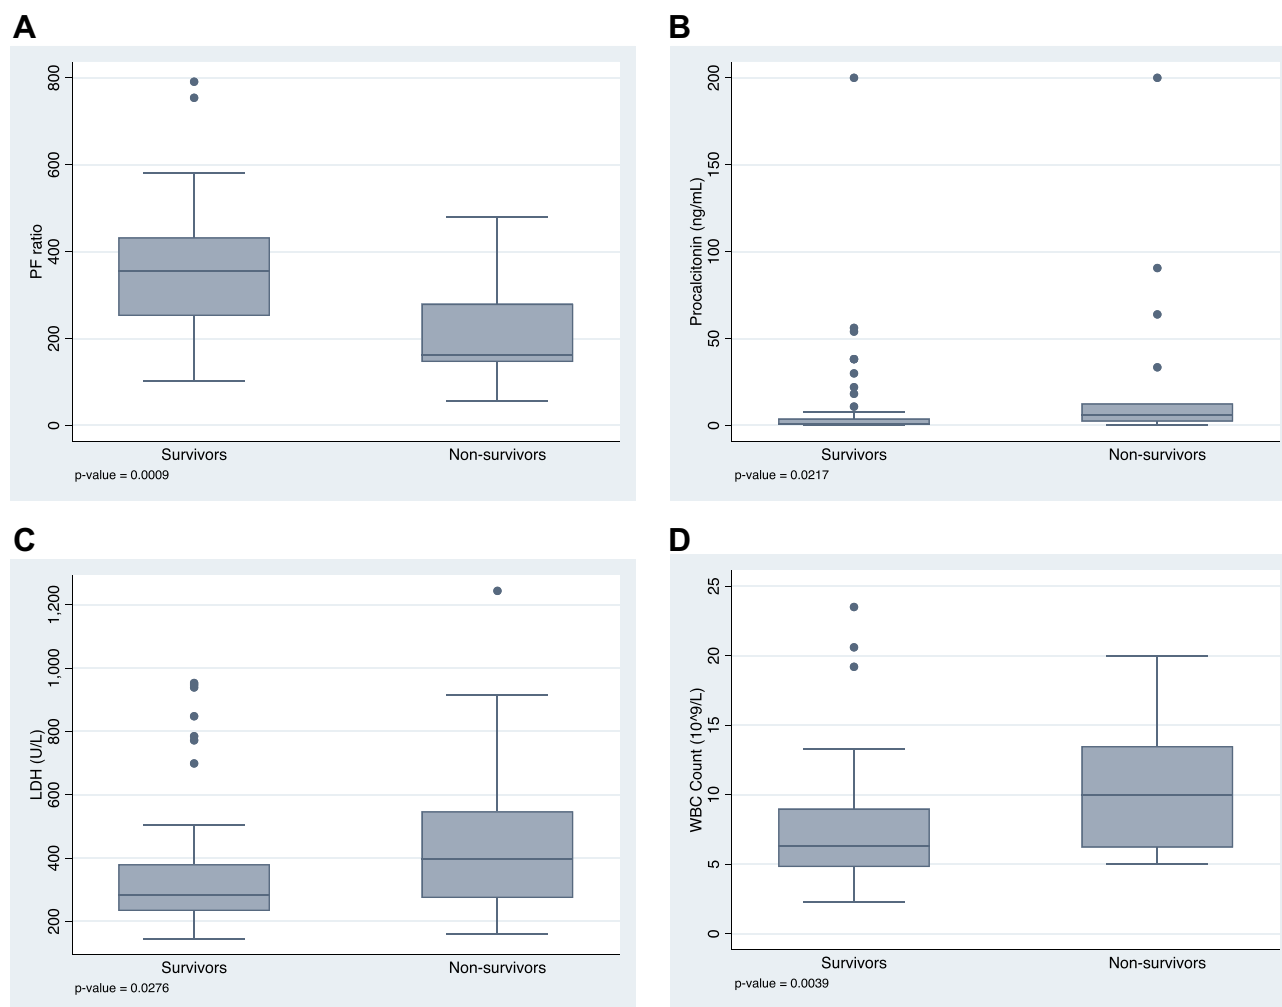 A
800
600
400
200
0
PF ratio
Survivors
Non-survivors
p-value = 0.0009
B
200
150
100
50
0
Procalcitonin (ng/mL)
Survivors
Non-survivors
p-value = 0.0217
C
1,200
1,000
800
600
400
200
LDH (U/L)
Survivors
Non-survivors
p-value = 0.0276
D
25
20
15
10
5
0
WBC Count (10^9/L)
Survivors
Non-survivors
p-value = 0.0039